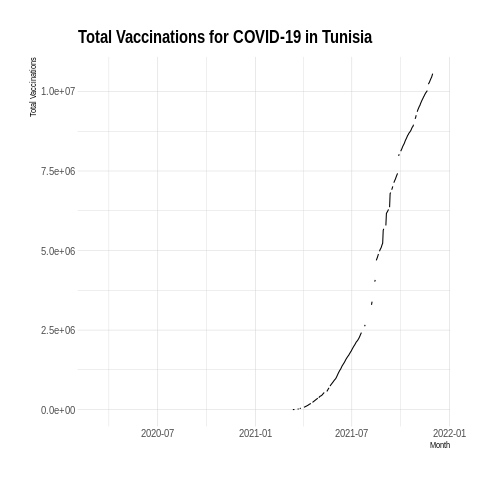 Total Vaccinations for COVID-19 in Tunisia
Total Vaccinations
1.0e+07
7.5e+06
5.0e+06
2.5e+06
0.0e+00
2020-07
2021-01
2021-07
2022-01
Month